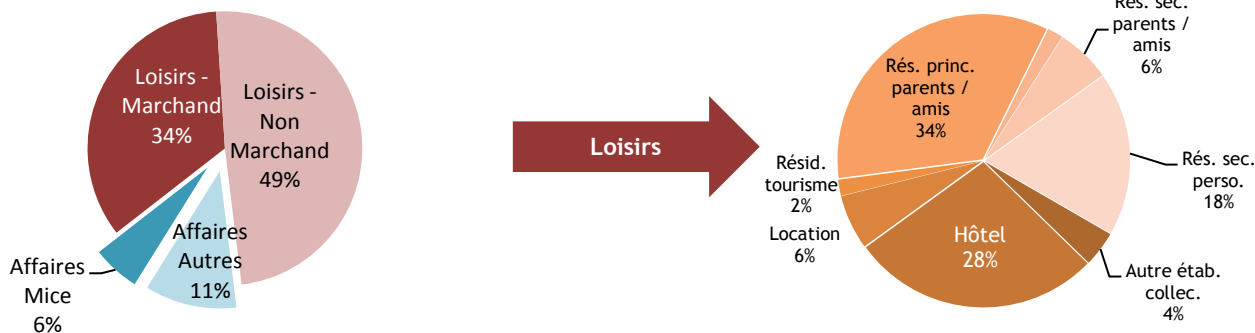 Loisirs -
Marchand
34%
Loisirs -
Non
Marchand
49%
Affaires
Autres
11%
Affaires
Mice
6%
Loisirs
Rés. sec.
parents /
amis
6%
Rés. princ.
parents /
amis
34%
Rés. sec.
perso.
18%
Résid.
tourisme
2%
Location
6%
Hôtel
28%
Autre étab.
collec.
4%